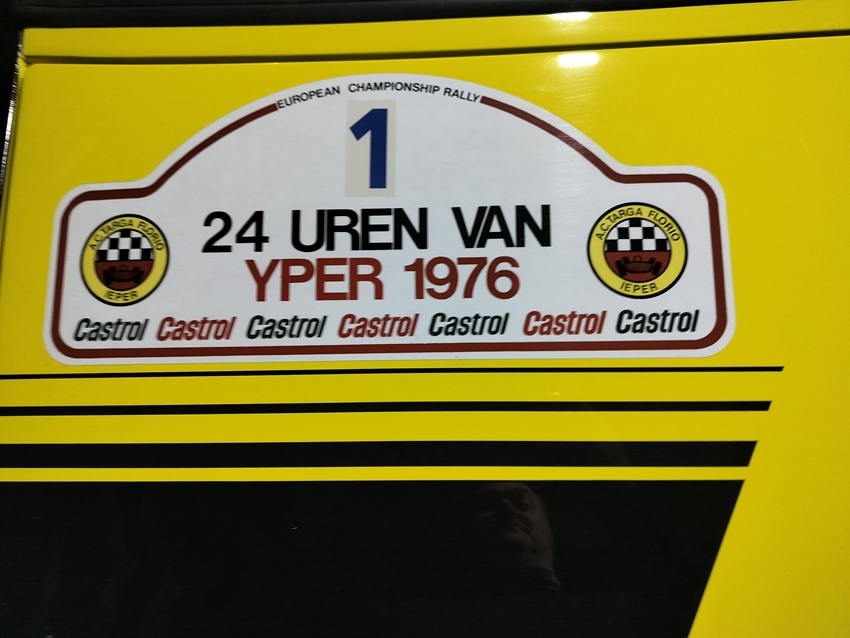 EUROPEAN CHAMPIONSHIP RALLY
1
24 UREN VAN
YPER 1976
A.C. TARGA FLORIO
IEPER
A.C. TARGA FLORIO
IEPER
Castrol Castrol Castrol Castrol Castrol Castrol Castrol